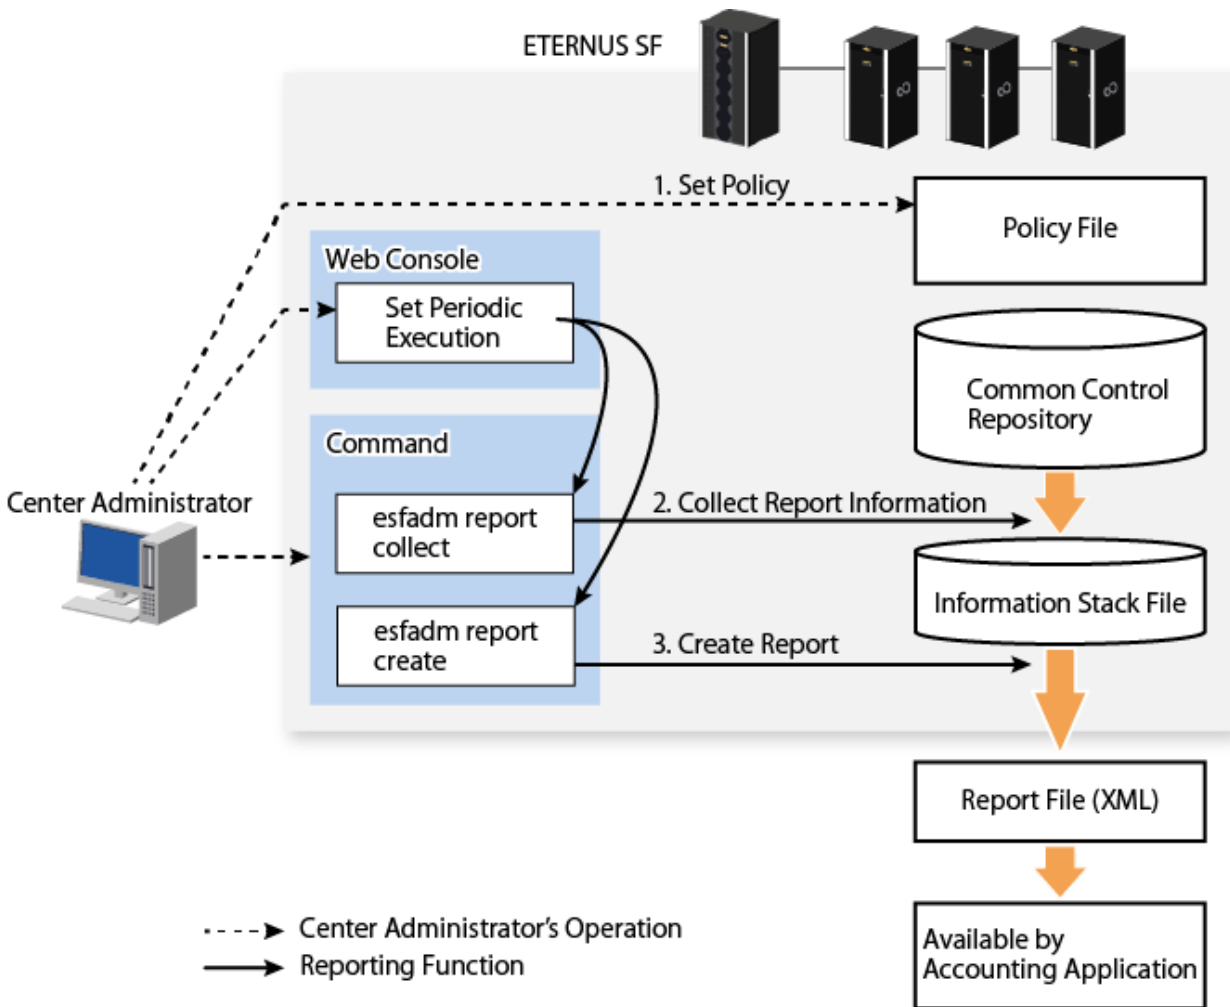 ETERNUS SF
1. Set Policy
Policy File
Web Console
Set Periodic
Execution
Common Control
Repository
Command
Center Administrator
esfadm report
collect
2. Collect Report Information
Information Stack File
esfadm report
create
3. Create Report
Report File (XML)
Center Administrator's Operation
Reporting Function
Available by
Accounting Application